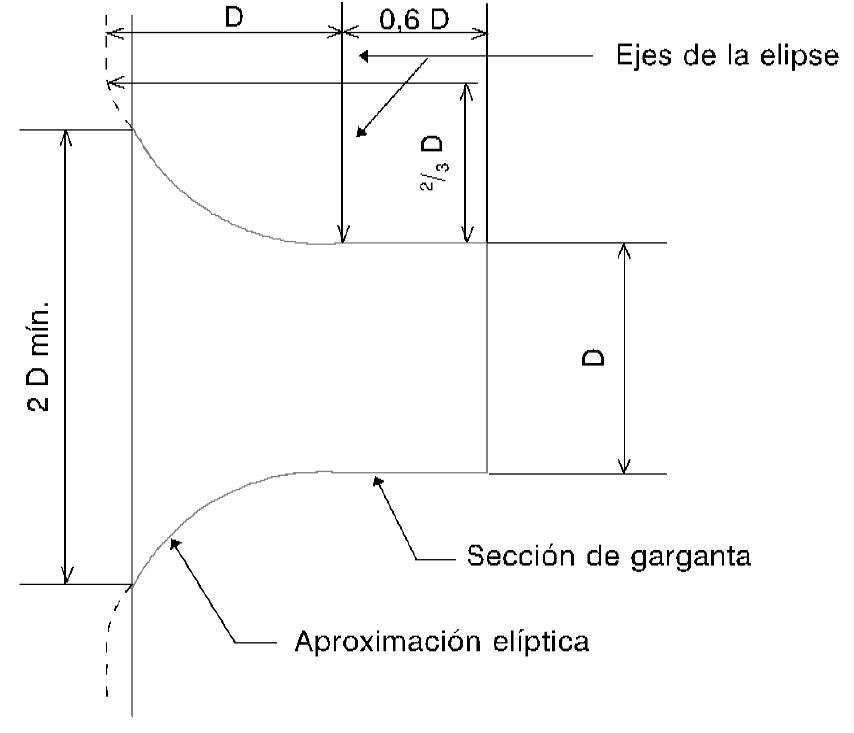 D
0,6 D
Ejes de la elipse
2/3 D
2 D mín.
D
Sección de garganta
Aproximación elíptica